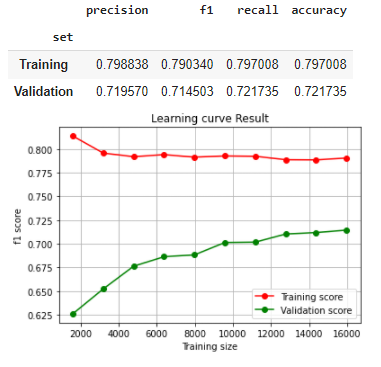 precision f1 recall accuracy
set
Training 0.798838 0.790340 0.797008 0.797008
Validation 0.719570 0.714503 0.721735 0.721735
Learning curve Result
0.800
0.775
0.750
0.725
0.700
0.675
0.650
0.625
f1 score
Training score
Validation score
2000 4000 6000 8000 10000 12000 14000 16000
Training size